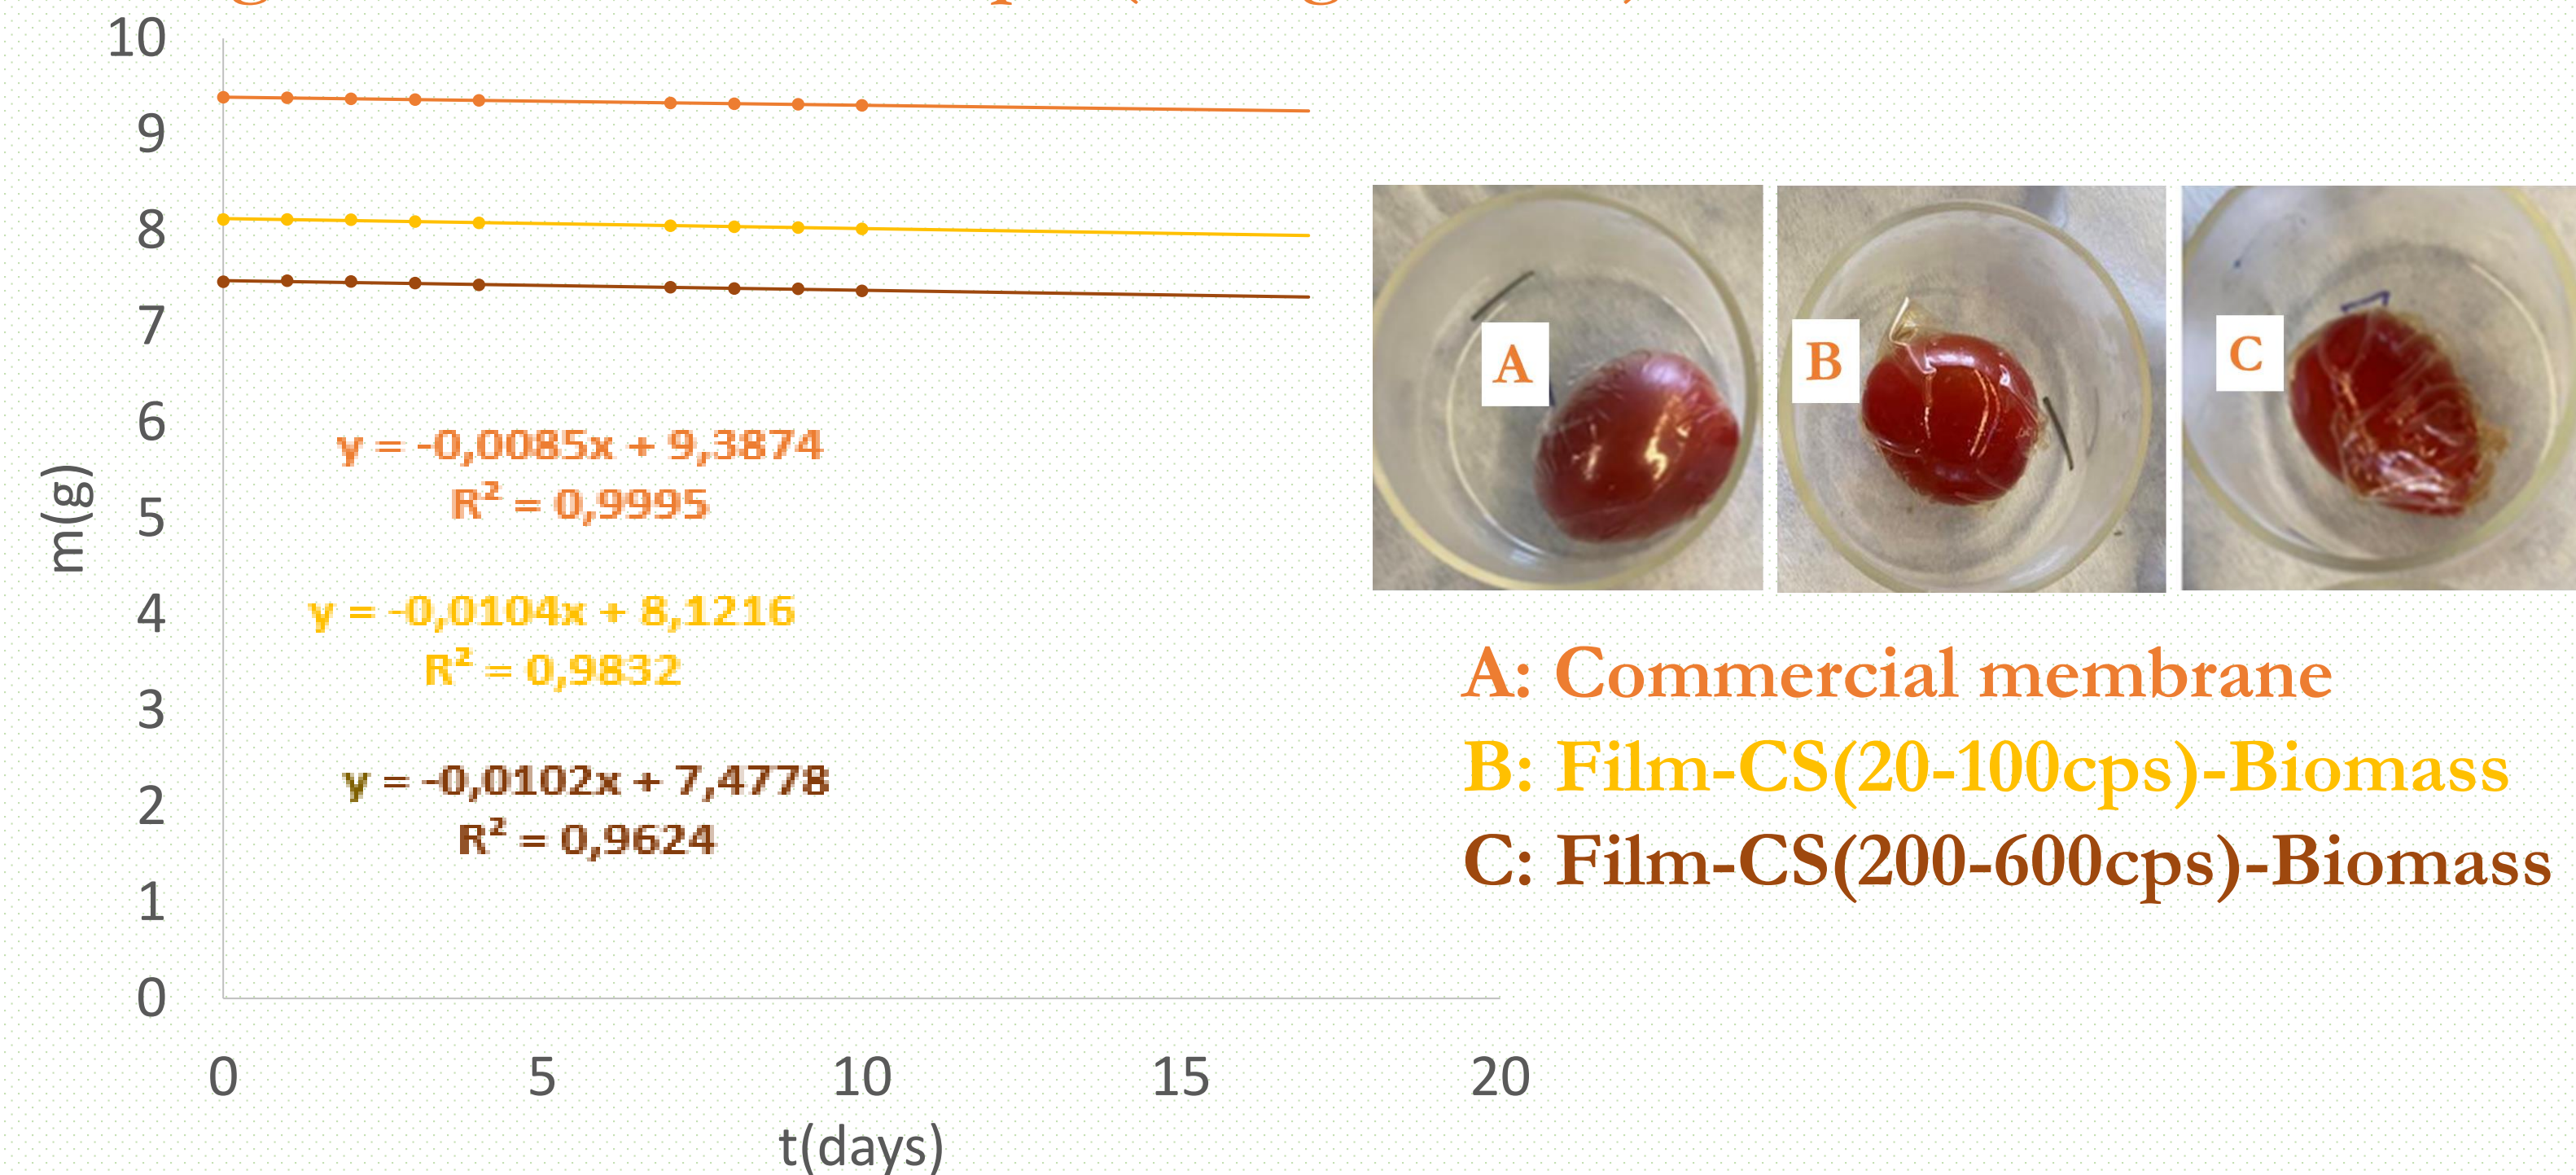 10
9
8
7
6
5
4
3
2
1
0
m(g)
y = -0,0085x + 9,3874
R² = 0,9995
y = -0,0104x + 8,1216
R² = 0,9832
y = -0,0102x + 7,4778
R² = 0,9624
0 5 10 15 20
t(days)
A
B
C
A: Commercial membrane
B: Film-CS(20-100cps)-Biomass
C: Film-CS(200-600cps)-Biomass